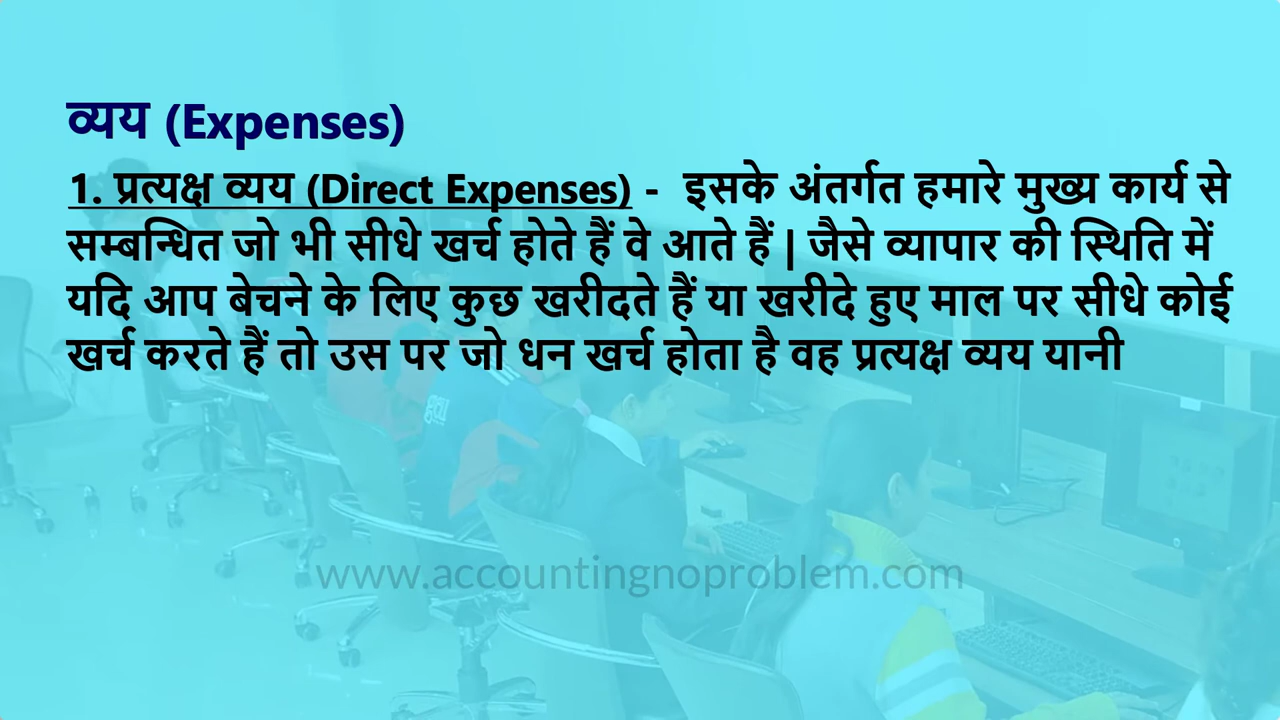 व्यय (Expenses)
1. प्रत्यक्ष व्यय (Direct Expenses) - इसके अंतर्गत हमारे मुख्य कार्य से
सम्बन्धित जो भी सीधे खर्च होते हैं वे आते हैं | जैसे व्यापार की स्थिति में
यदि आप बेचने के लिए कुछ खरीदते हैं या खरीदे हुए माल पर सीधे कोई
खर्च करते हैं तो उस पर जो धन खर्च होता है वह प्रत्यक्ष व्यय यानी
www.accountingnoproblem.com